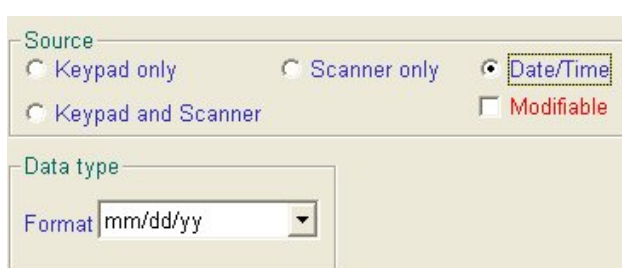 Source
Keypad only Scanner only Date/Time
Keypad and Scanner Modifiable
Data type
Format mm/dd/yy